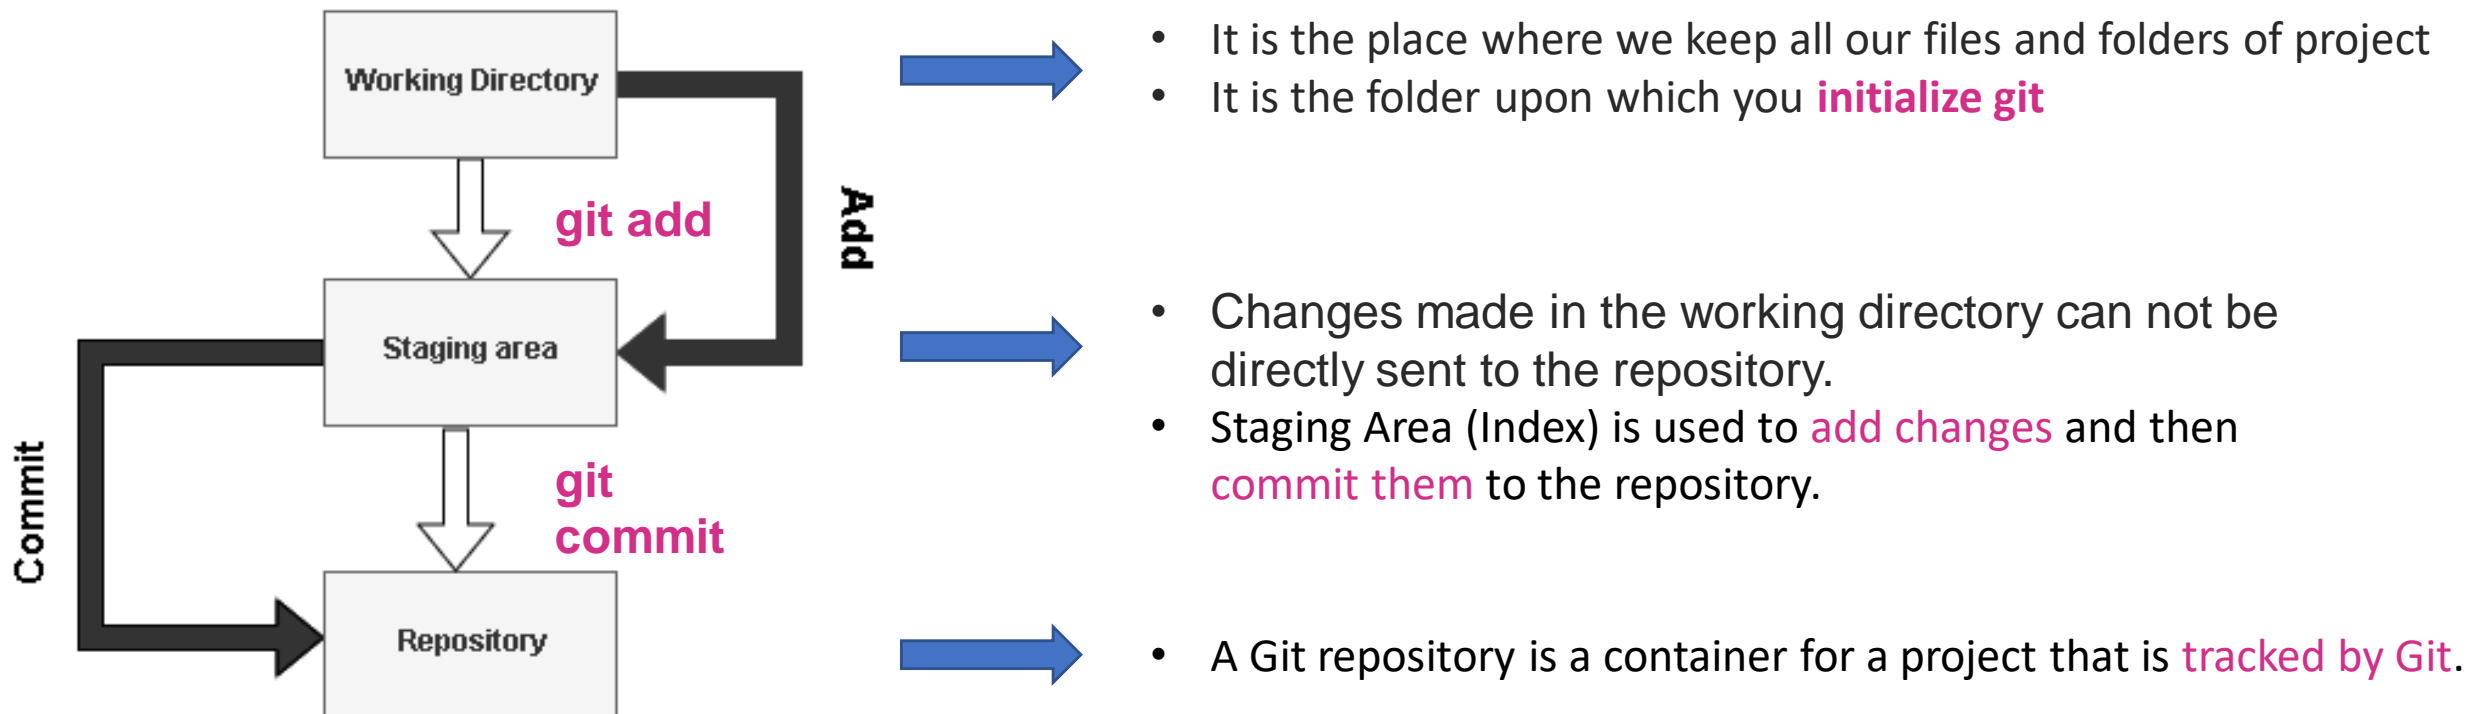 Working Directory
• It is the place where we keep all our files and folders of project
• It is the folder upon which you initialize git
git add
Add
Staging area
• Changes made in the working directory can not be
directly sent to the repository.
• Staging Area (Index) is used to add changes and then
commit them to the repository.
Commit
git
commit
Repository
• A Git repository is a container for a project that is tracked by Git.